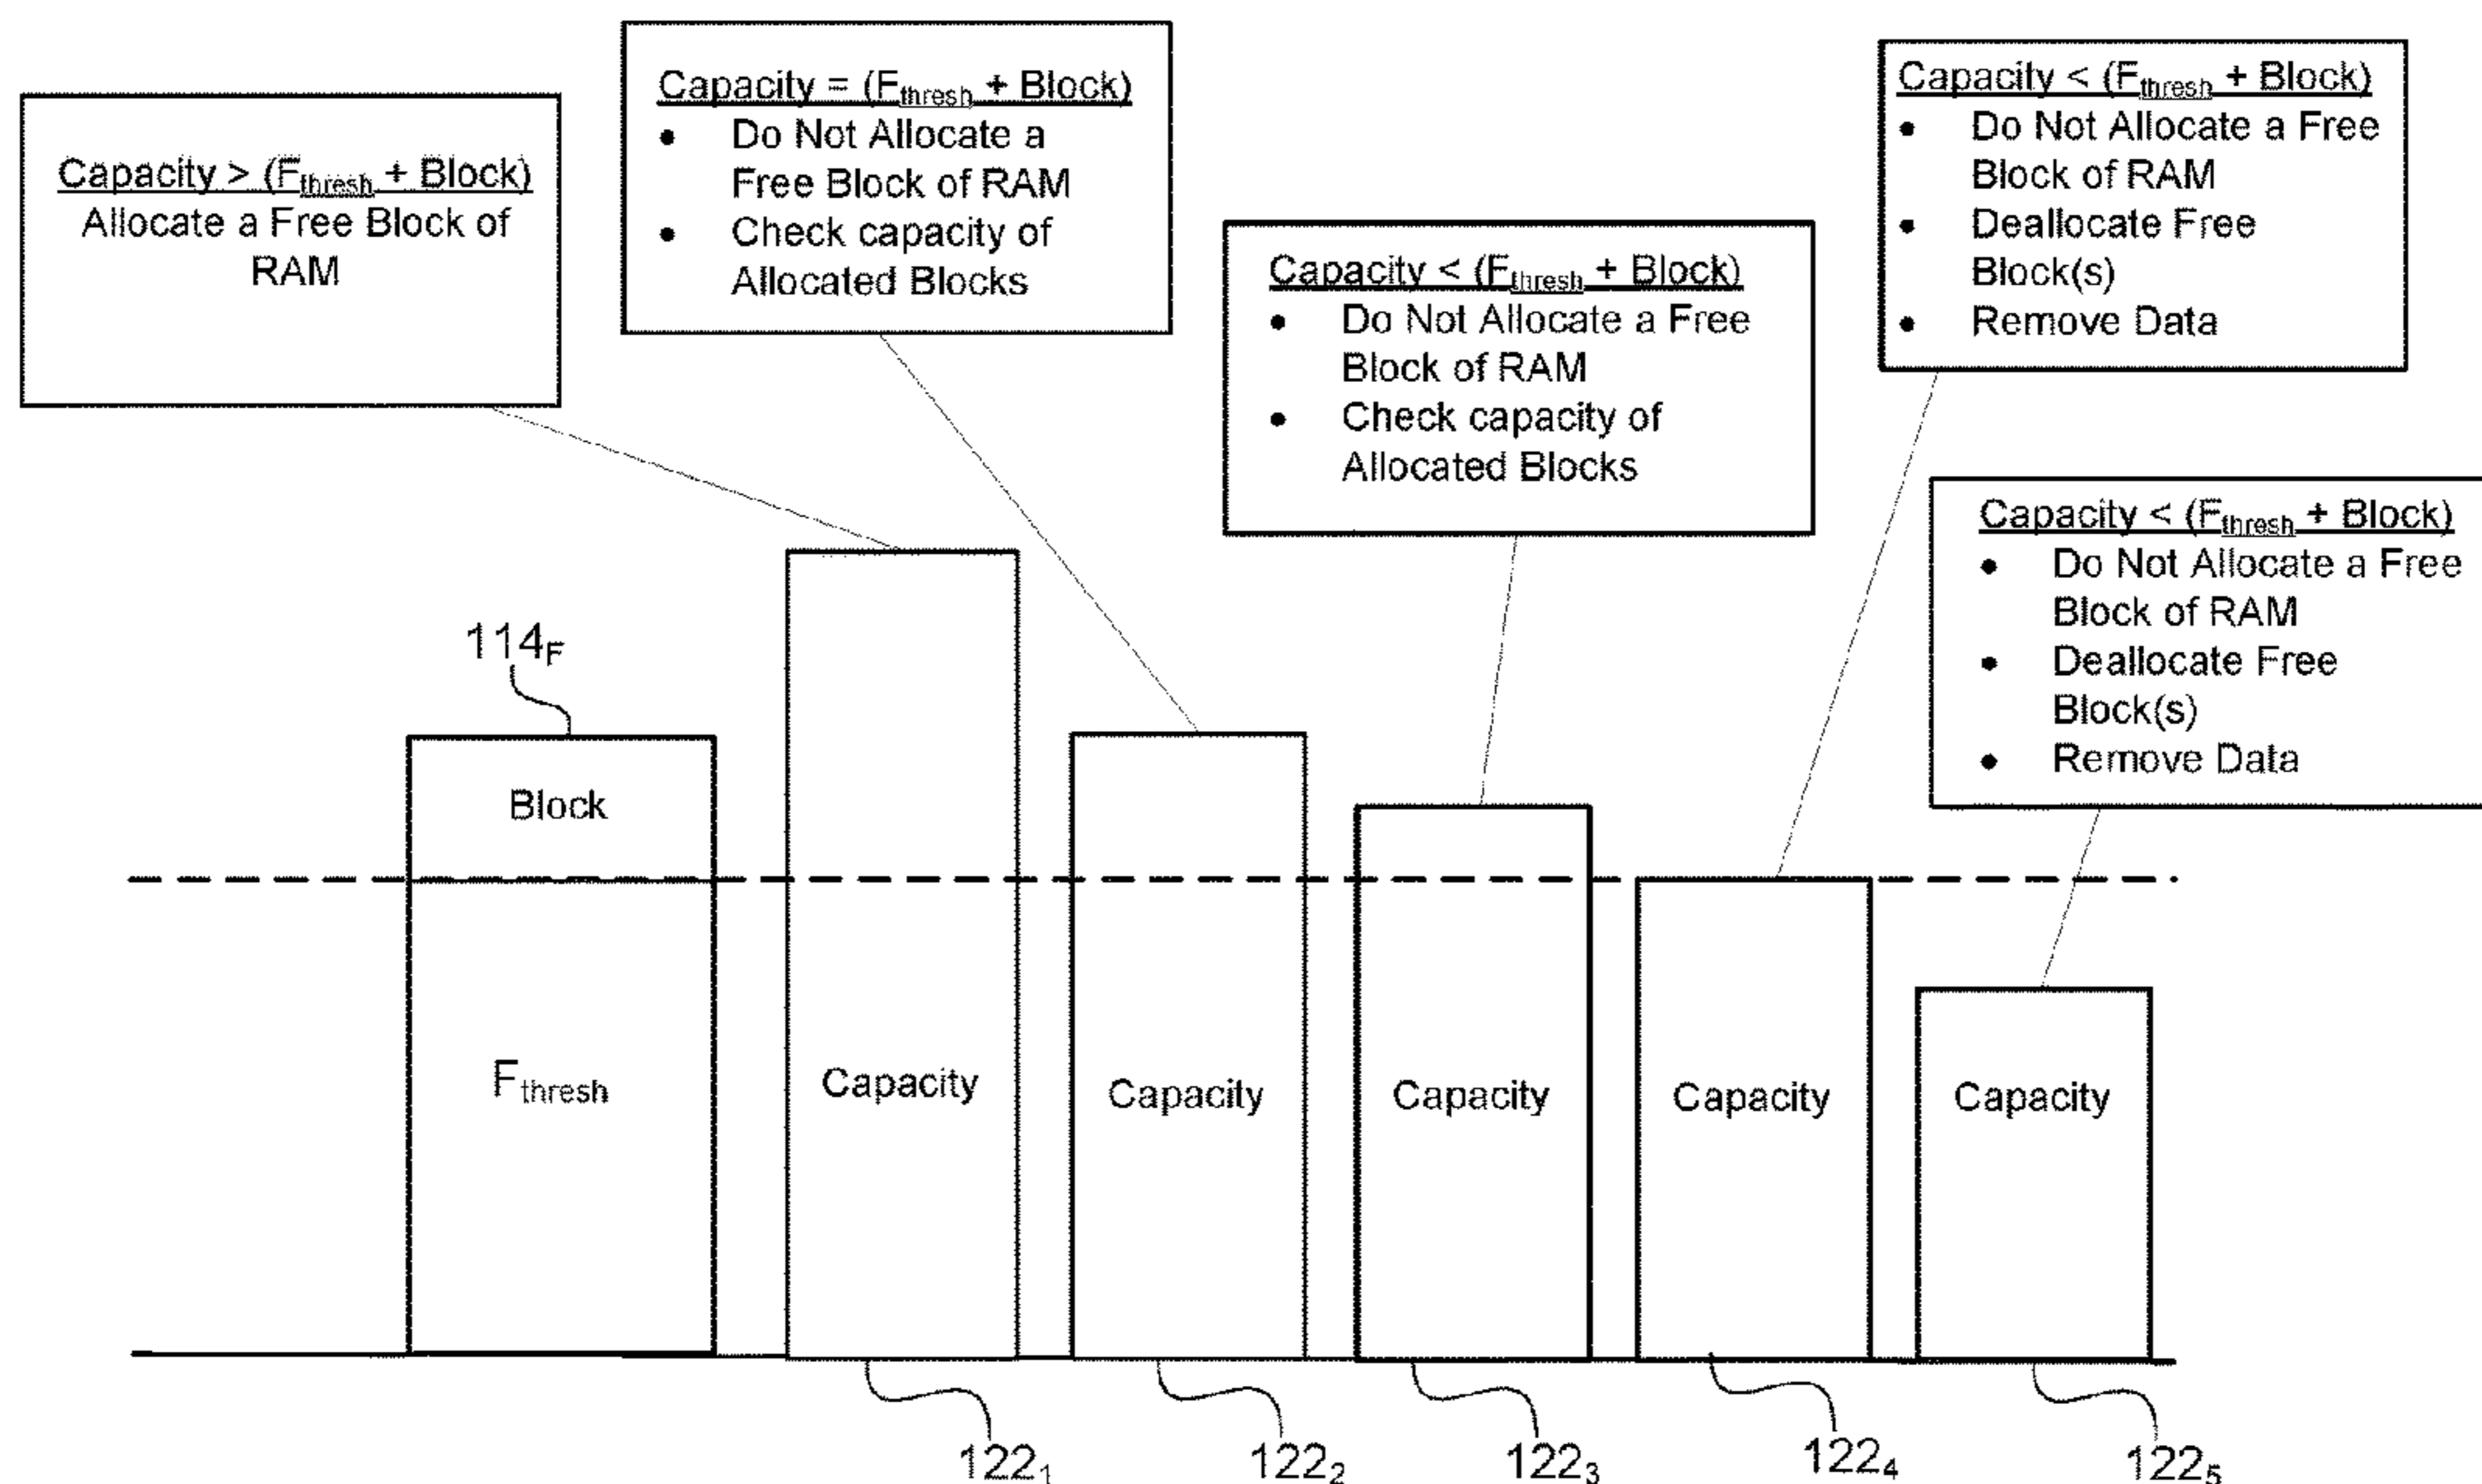 Capacity > (Fthresh + Block)
Allocate a Free Block of
RAM
Capacity = (Fthresh + Block)
• Do Not Allocate a
Free Block of RAM
• Check capacity of
Allocated Blocks
Capacity < (Fthresh + Block)
• Do Not Allocate a Free
Block of RAM
• Check capacity of
Allocated Blocks
Capacity < (Fthresh + Block)
• Do Not Allocate a Free
Block of RAM
• Deallocate Free
Block(s)
• Remove Data
Capacity < (Fthresh + Block)
• Do Not Allocate a Free
Block of RAM
• Deallocate Free
Block(s)
• Remove Data
114F
Block
Fthresh
Capacity
Capacity
Capacity
Capacity
Capacity
122₁
122₂
122₃
122₄
122₅